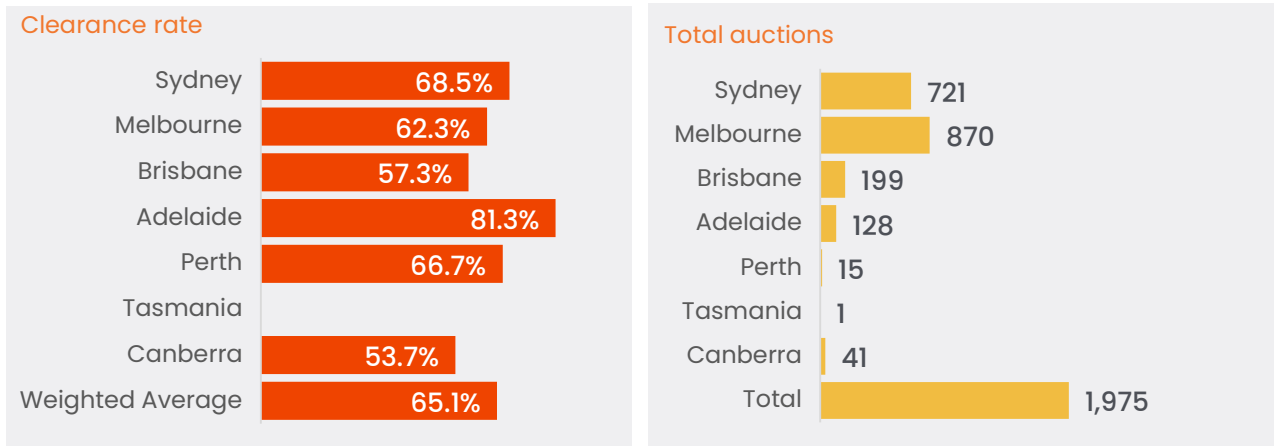 Clearance rate
Sydney 68.5%
Melbourne 62.3%
Brisbane 57.3%
Adelaide 81.3%
Perth 66.7%
Tasmania
Canberra 53.7%
Weighted Average 65.1%
Total auctions
Sydney 721
Melbourne 870
Brisbane 199
Adelaide 128
Perth 15
Tasmania 1
Canberra 41
Total 1,975